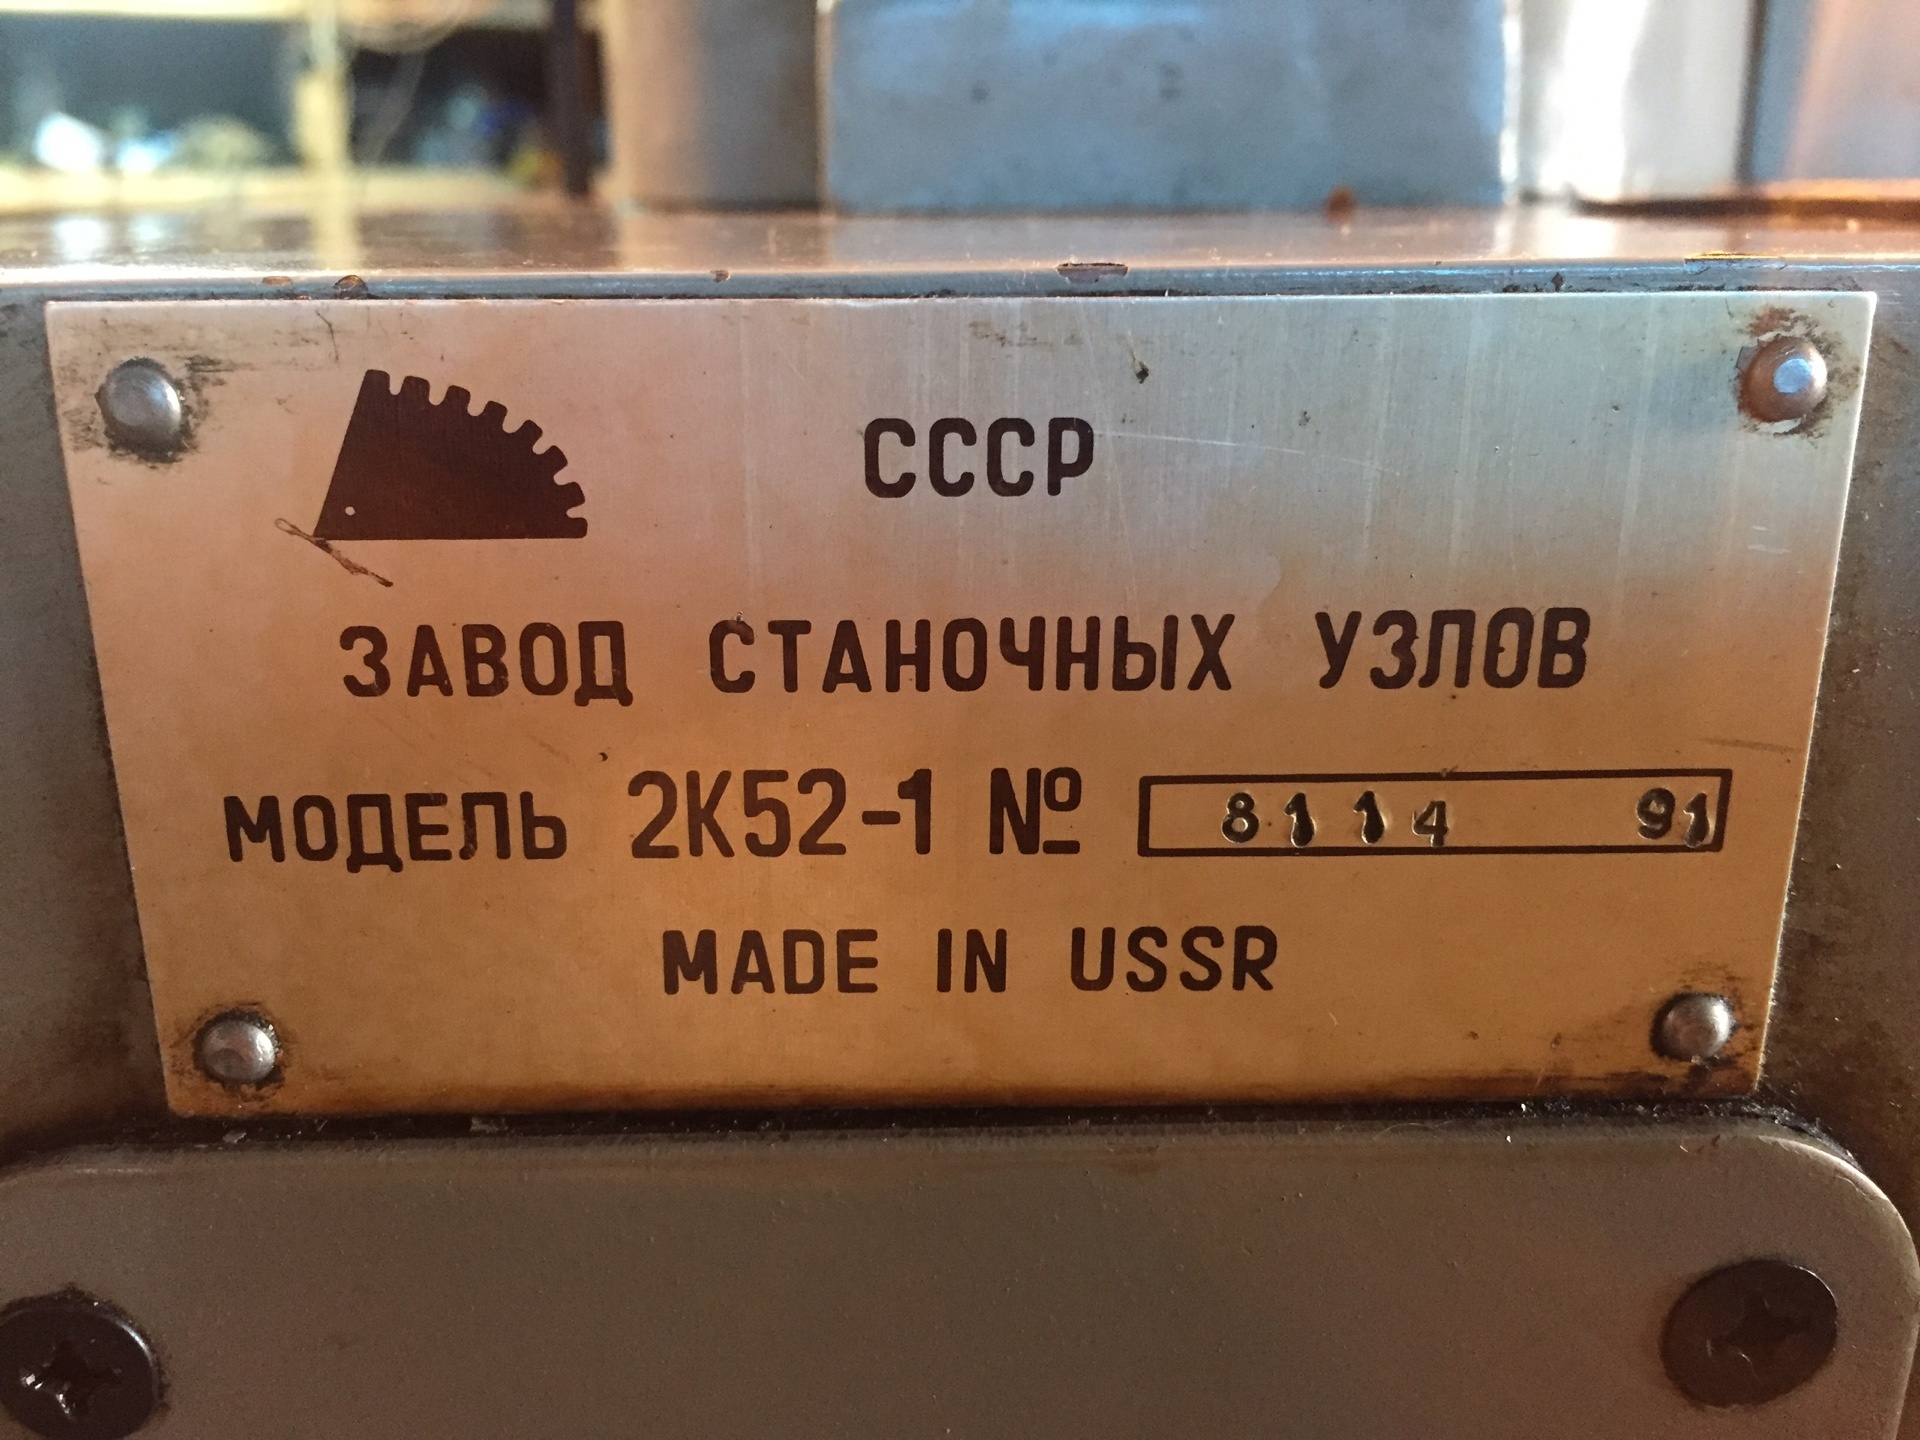 СССР
ЗАВОД СТАНОЧНЫХ УЗЛОВ
МОДЕЛЬ 2К52-1 № 8114 91
MADE IN USSR